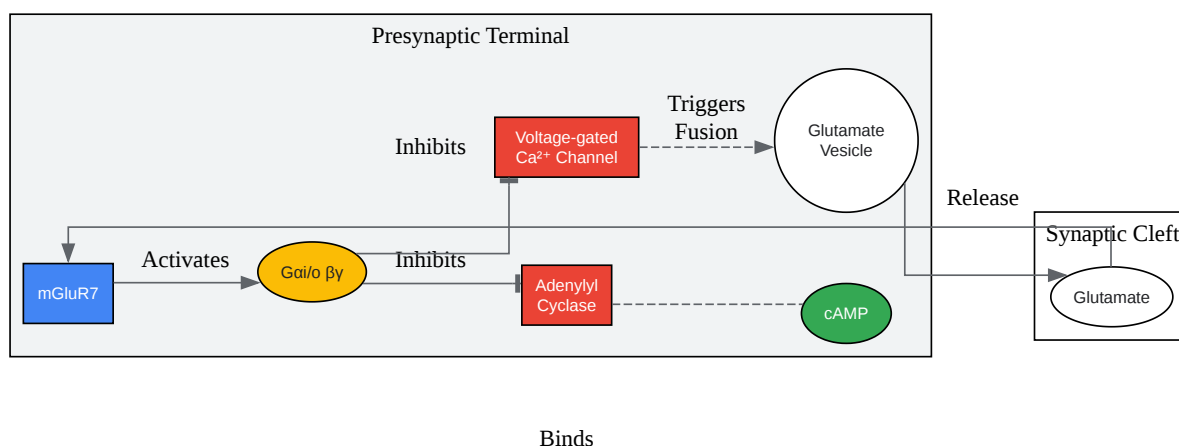 Presynaptic Terminal
Triggers
Fusion
Inhibits
Voltage-gated
Ca²⁺ Channel
Glutamate
Vesicle
Release
Synaptic Cleft
Activates
Inhibits
mGluR7
Gαi/o βγ
Adenylyl
Cyclase
cAMP
Glutamate
Binds